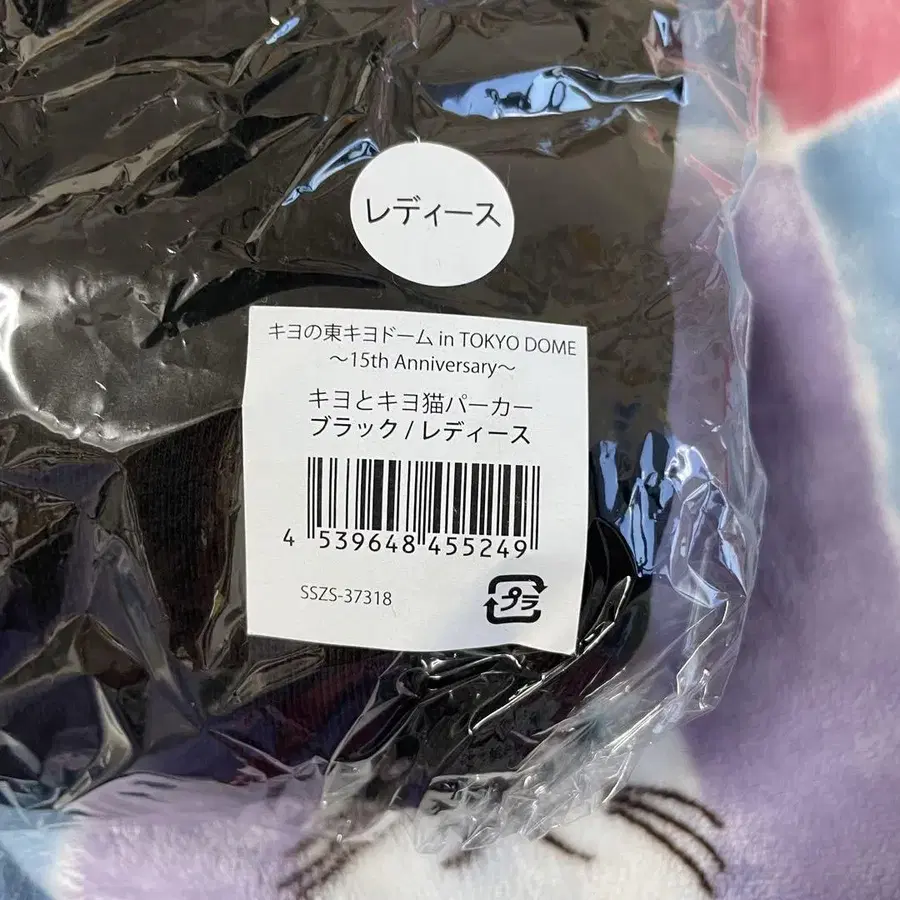 レディース
キヨの東キヨドーム in TOKYO DOME
～15th Anniversary～
キヨとキヨ猫パーカー
ブラック / レディース
4 539648 455249
SSZS-37318
プラ